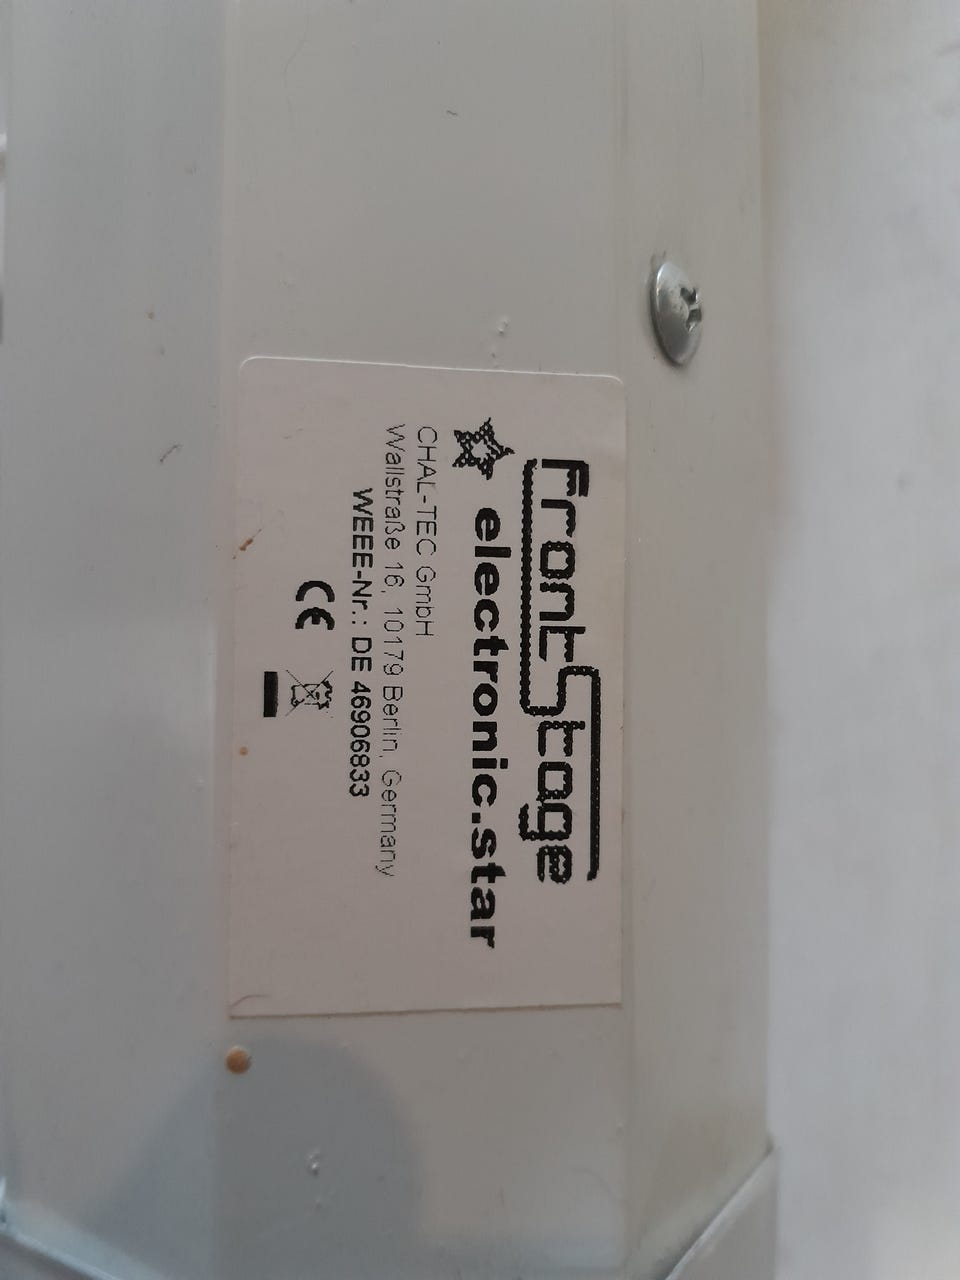 FrontStage
electronic.star
CHAL-TEC GmbH
Wallstraße 16, 10179 Berlin, Germany
WEEE-Nr.: DE 46906833
CE